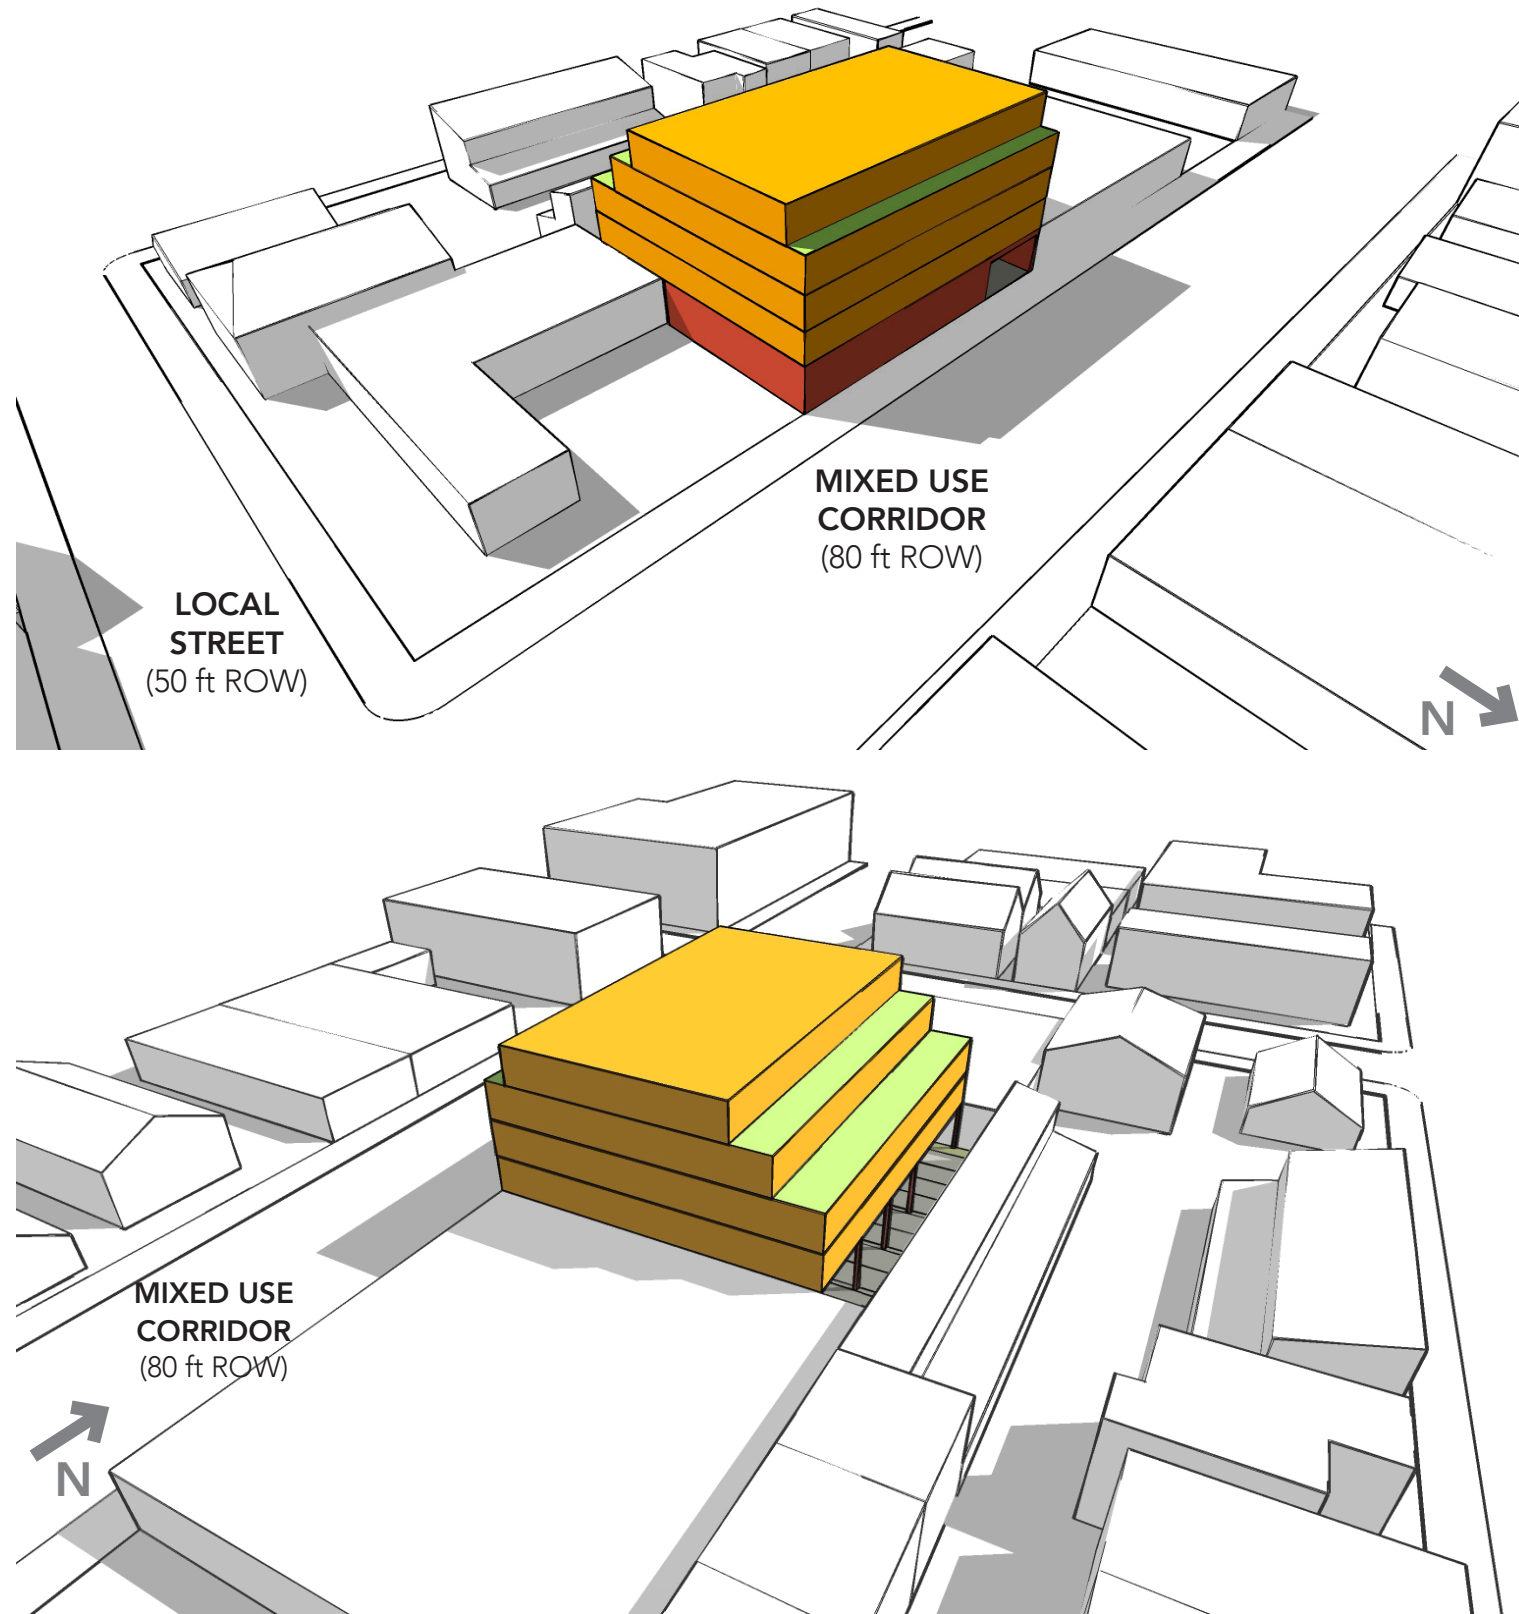 MIXED USE
CORRIDOR
(80 ft ROW)
LOCAL
STREET
(50 ft ROW)
N
MIXED USE
CORRIDOR
(80 ft ROW)
N